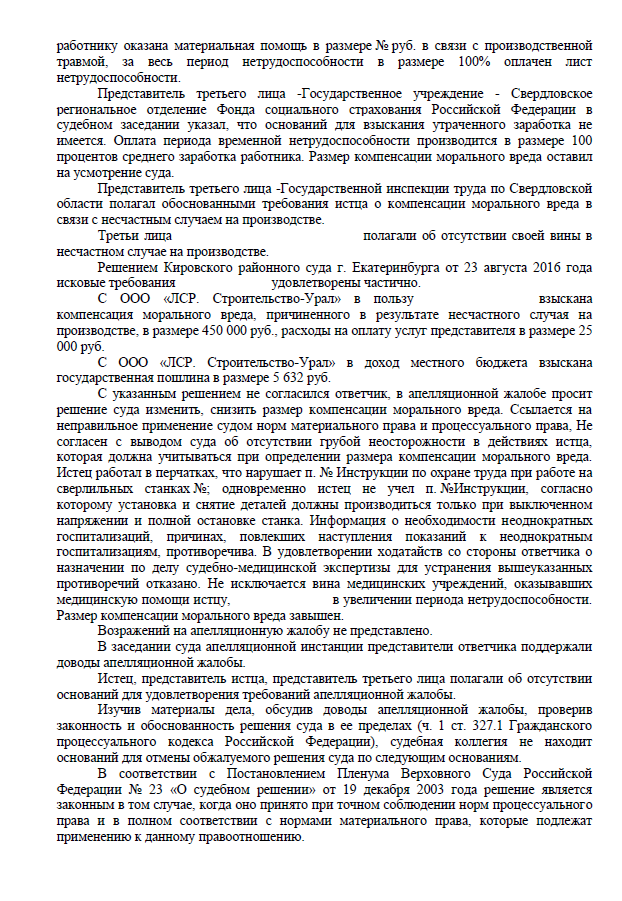 работнику оказана материальная помощь в размере № руб. в связи с производственной
травмой, за весь период нетрудоспособности в размере 100% оплачен лист
нетрудоспособности.
Представитель третьего лица -Государственное учреждение - Свердловское
региональное отделение Фонда социального страхования Российской Федерации в
судебном заседании указал, что оснований для взыскания утраченного заработка не
имеется. Оплата периода временной нетрудоспособности производится в размере 100
процентов среднего заработка работника. Размер компенсации морального вреда оставил
на усмотрение суда.
Представитель третьего лица -Государственной инспекции труда по Свердловской
области полагал обоснованными требования истца о компенсации морального вреда в
связи с несчастным случаем на производстве.
Третьи лица полагали об отсутствии своей вины в
несчастном случае на производстве.
Решением Кировского районного суда г. Екатеринбурга от 23 августа 2016 года
исковые требования удовлетворены частично.
С ООО «ЛСР. Строительство-Урал» в пользу взыскана
компенсация морального вреда, причиненного в результате несчастного случая на
производстве, в размере 450 000 руб., расходы на оплату услуг представителя в размере 25
000 руб.
С ООО «ЛСР. Строительство-Урал» в доход местного бюджета взыскана
государственная пошлина в размере 5 632 руб.
С указанным решением не согласился ответчик, в апелляционной жалобе просит
решение суда изменить, снизить размер компенсации морального вреда. Ссылается на
неправильное применение судом норм материального права и процессуального права, Не
согласен с выводом суда об отсутствии грубой неосторожности в действиях истца,
которая должна учитываться при определении размера компенсации морального вреда.
Истец работал в перчатках, что нарушает п. № Инструкции по охране труда при работе на
сверлильных станках №; одновременно истец не учел п. №Инструкции, согласно
которому установка и снятие деталей должны производиться только при выключенном
напряжении и полной остановке станка. Информация о необходимости неоднократных
госпитализаций, причинах, повлекших наступления показаний к неоднократным
госпитализациям, противоречива. В удовлетворении ходатайств со стороны ответчика о
назначении по делу судебно-медицинской экспертизы для устранения вышеуказанных
противоречий отказано. Не исключается вина медицинских учреждений, оказывавших
медицинскую помощи истцу, в увеличении периода нетрудоспособности.
Размер компенсации морального вреда завышен.
Возражений на апелляционную жалобу не представлено.
В заседании суда апелляционной инстанции представители ответчика поддержали
доводы апелляционной жалобы.
Истец, представитель истца, представитель третьего лица полагали об отсутствии
оснований для удовлетворения требований апелляционной жалобы.
Изучив материалы дела, обсудив доводы апелляционной жалобы, проверив
законность и обоснованность решения суда в ее пределах (ч. 1 ст. 327.1 Гражданского
процессуального кодекса Российской Федерации), судебная коллегия не находит
оснований для отмены обжалуемого решения суда по следующим основаниям.
В соответствии с Постановлением Пленума Верховного Суда Российской
Федерации № 23 «О судебном решении» от 19 декабря 2003 года решение является
законным в том случае, когда оно принято при точном соблюдении норм процессуального
права и в полном соответствии с нормами материального права, которые подлежат
применению к данному правоотношению.